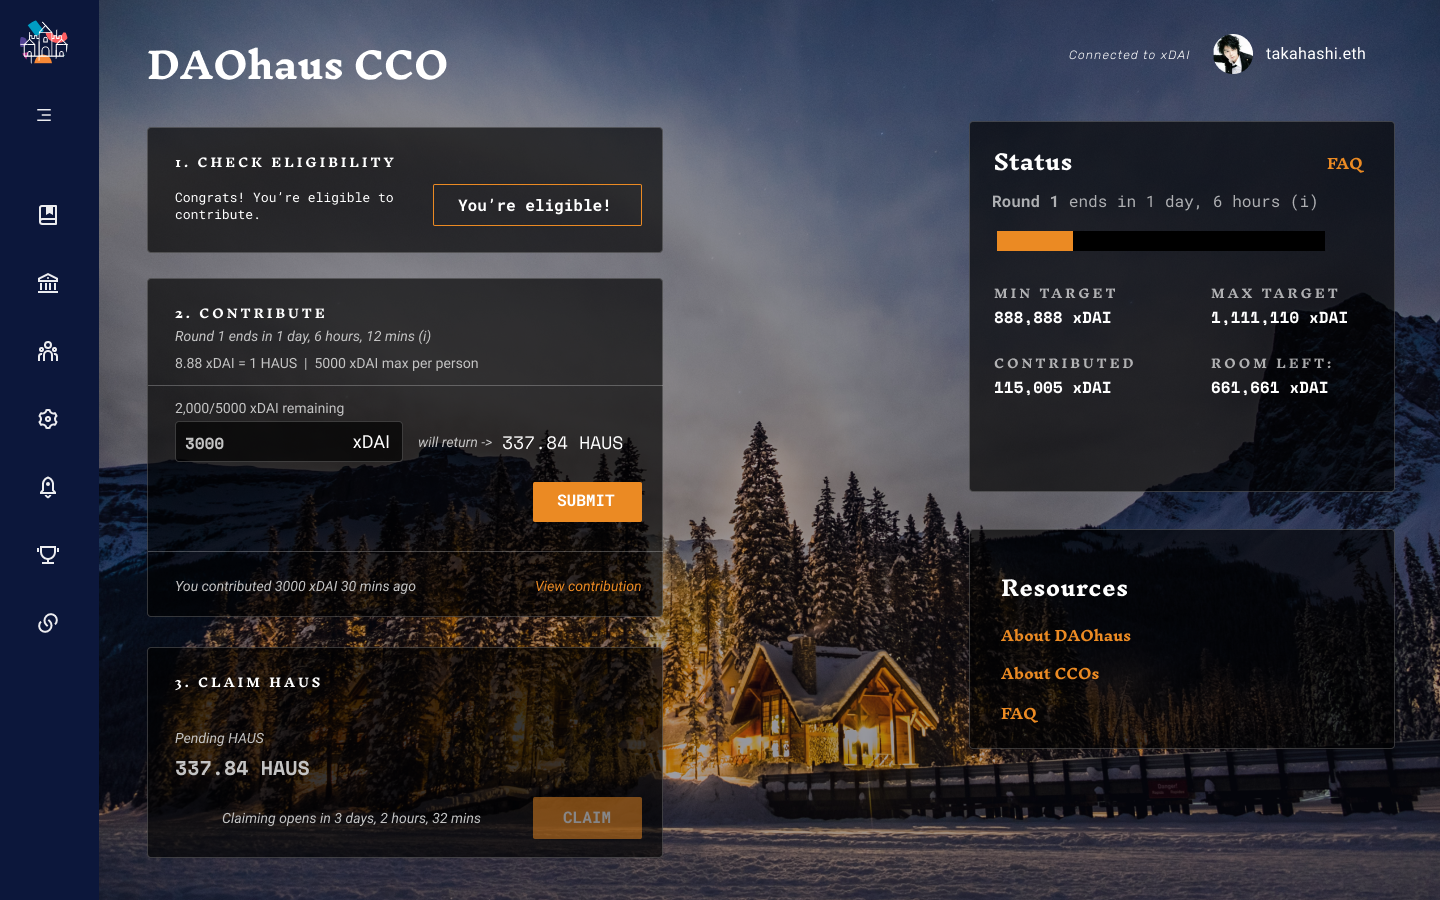 DAOhaus CCO
Connected to xDAI
takahashi.eth
1. CHECK ELIGIBILITY
Congrats! You’re eligible to
contribute.
You’re eligible!
2. CONTRIBUTE
Round 1 ends in 1 day, 6 hours, 12 mins (i)
8.88 xDAI = 1 HAUS | 5000 xDAI max per person
2,000/5000 xDAI remaining
3000 xDAI will return -> 337.84 HAUS
SUBMIT
You contributed 3000 xDAI 30 mins ago
View contribution
3. CLAIM HAUS
Pending HAUS
337.84 HAUS
Claiming opens in 3 days, 2 hours, 32 mins
CLAIM
Status
FAQ
Round 1 ends in 1 day, 6 hours (i)
MIN TARGET
888,888 xDAI
MAX TARGET
1,111,110 xDAI
CONTRIBUTED
115,005 xDAI
ROOM LEFT:
661,661 xDAI
Resources
About DAOhaus
About CCOs
FAQ